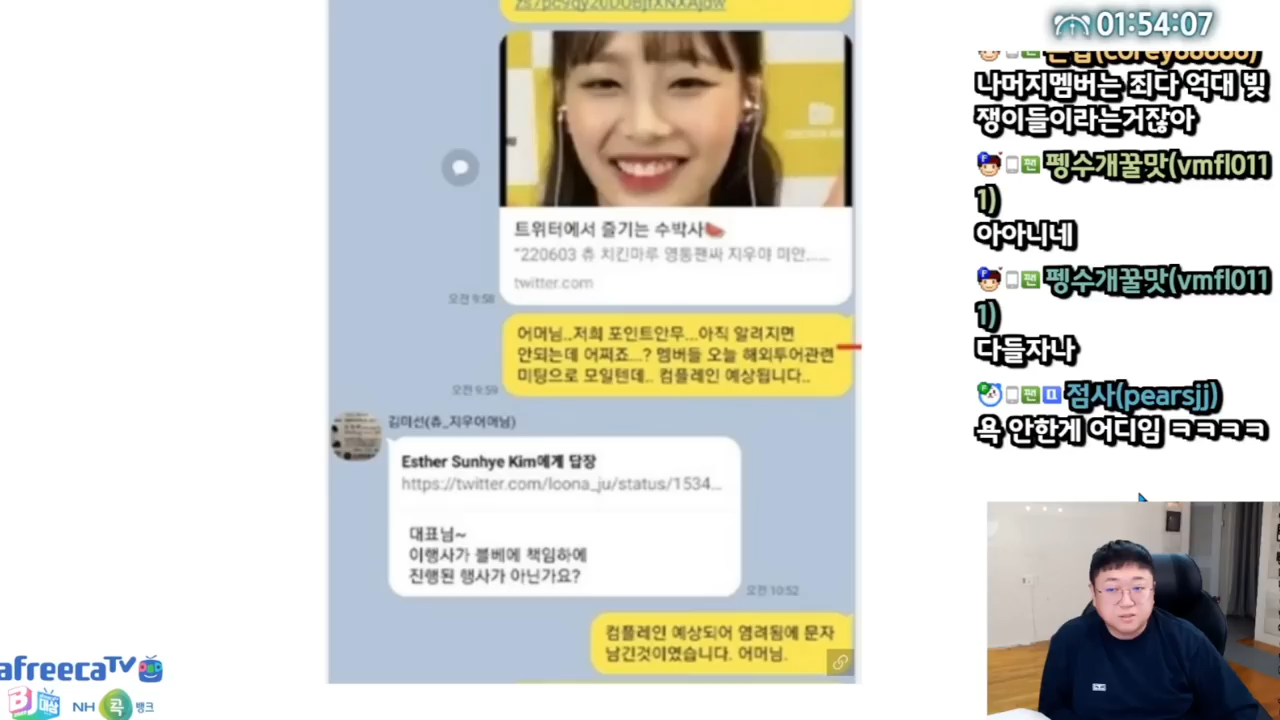 zs7pc9qy20DOBjfXNXAjdw
트위터에서 즐기는 수박사🍉
"220603 츄 치킨마루 영통팬싸 지우야 미안......
twitter.com
오전 9:58
어머님..저희 포인트안무...아직 알려지면
안되는데 어찌죠...? 멤버들 오늘 해외투어관련
미팅으로 모일텐데.. 컴플레인 예상됩니다..
오전 9:59
김미선(츄_지우어머님)
Esther Sunhye Kim에게 답장
https://twitter.com/loona_ju/status/1534...
대표님~
이행사가 블베에 책임하에
진행된 행사가 아닌가요?
오전 10:52
컴플레인 예상되어 염려됨에 문자
남긴것이였습니다. 어머님.
01:54:07
나머지멤버는 죄다 억대 빚
쟁이들이라는거잖아
펭수개꿀맛(vmfl011
1)
아아니네
펭수개꿀맛(vmfl011
1)
다들자나
점사(pearsjj)
욕 안한게 어디임 ㅋㅋㅋㅋ
afreecaTV
BJ대상 NH 콕뱅크